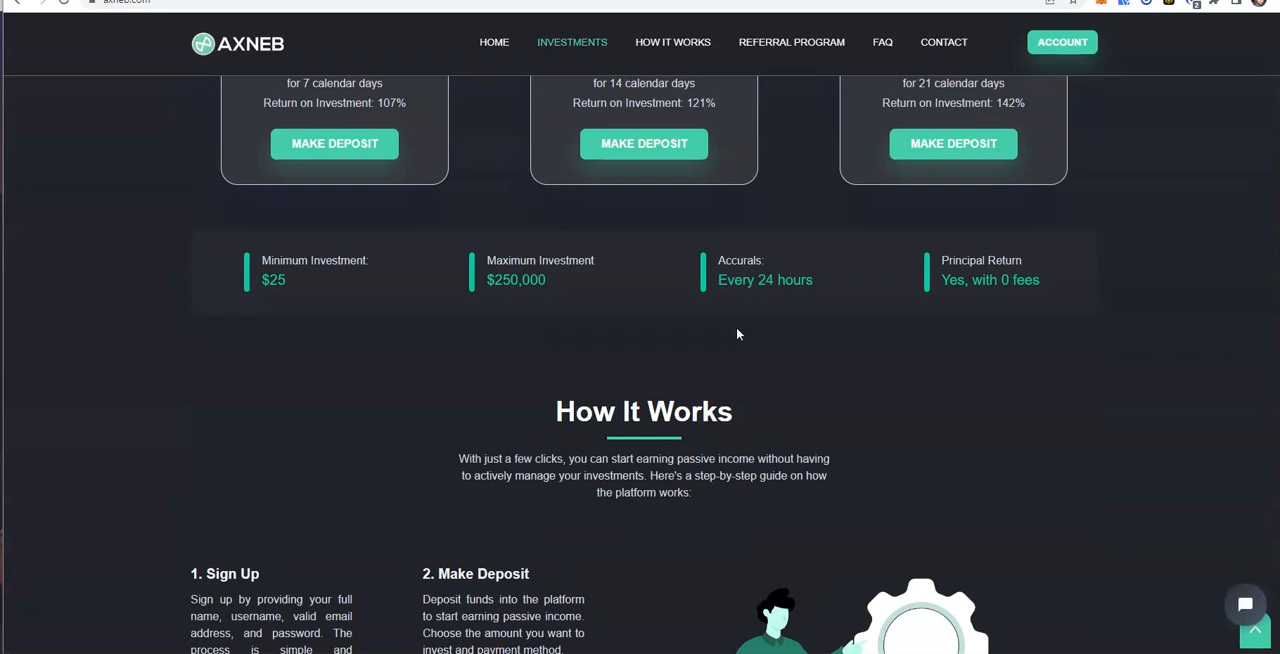 axneb.com
AXNEB
HOME
INVESTMENTS
HOW IT WORKS
REFERRAL PROGRAM
FAQ
CONTACT
ACCOUNT
for 7 calendar days
Return on Investment: 107%
MAKE DEPOSIT
for 14 calendar days
Return on Investment: 121%
MAKE DEPOSIT
for 21 calendar days
Return on Investment: 142%
MAKE DEPOSIT
Minimum Investment:
$25
Maximum Investment
$250,000
Accurals:
Every 24 hours
Principal Return
Yes, with 0 fees
How It Works
With just a few clicks, you can start earning passive income without having
to actively manage your investments. Here's a step-by-step guide on how
the platform works:
1. Sign Up
Sign up by providing your full
name, username, valid email
address, and password. The
process is simple and
2. Make Deposit
Deposit funds into the platform
to start earning passive income.
Choose the amount you want to
invest and payment method.
2